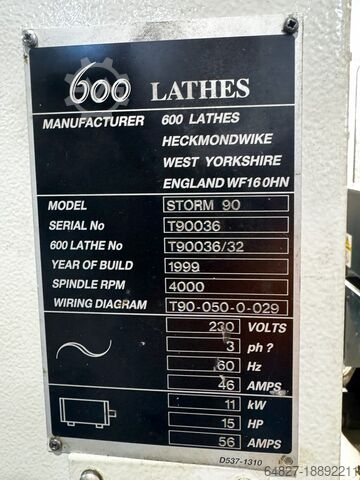 600 LATHES
MANUFACTURER 600 LATHES
HECKMONDWIKE
WEST YORKSHIRE
ENGLAND WF16 0HN
MODEL STORM 90
SERIAL No T90036
600 LATHE No T90036/32
YEAR OF BUILD 1999
SPINDLE RPM 4000
WIRING DIAGRAM T90-050-0-029
230 VOLTS
3 ph ?
60 Hz
46 AMPS
11 kW
15 HP
56 AMPS
D537-1310
64827-18892211